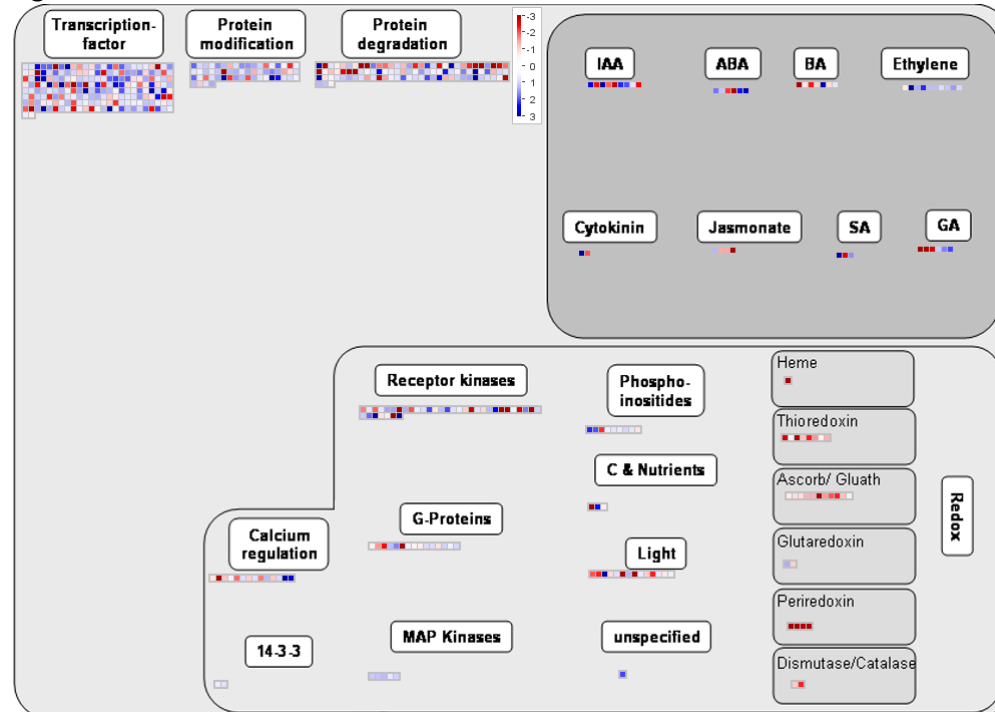 Transcription-
factor
Protein
modification
Protein
degradation
-3
-2
-1
0
1
2
3
IAA
ABA
BA
Ethylene
Cytokinin
Jasmonate
SA
GA
Receptor kinases
Phospho-
inositides
C & Nutrients
G-Proteins
Calcium
regulation
Light
14-3-3
MAP Kinases
unspecified
Heme
Thioredoxin
Ascorb/ Gluath
Glutaredoxin
Periredoxin
Dismutase/Catalase
Redox